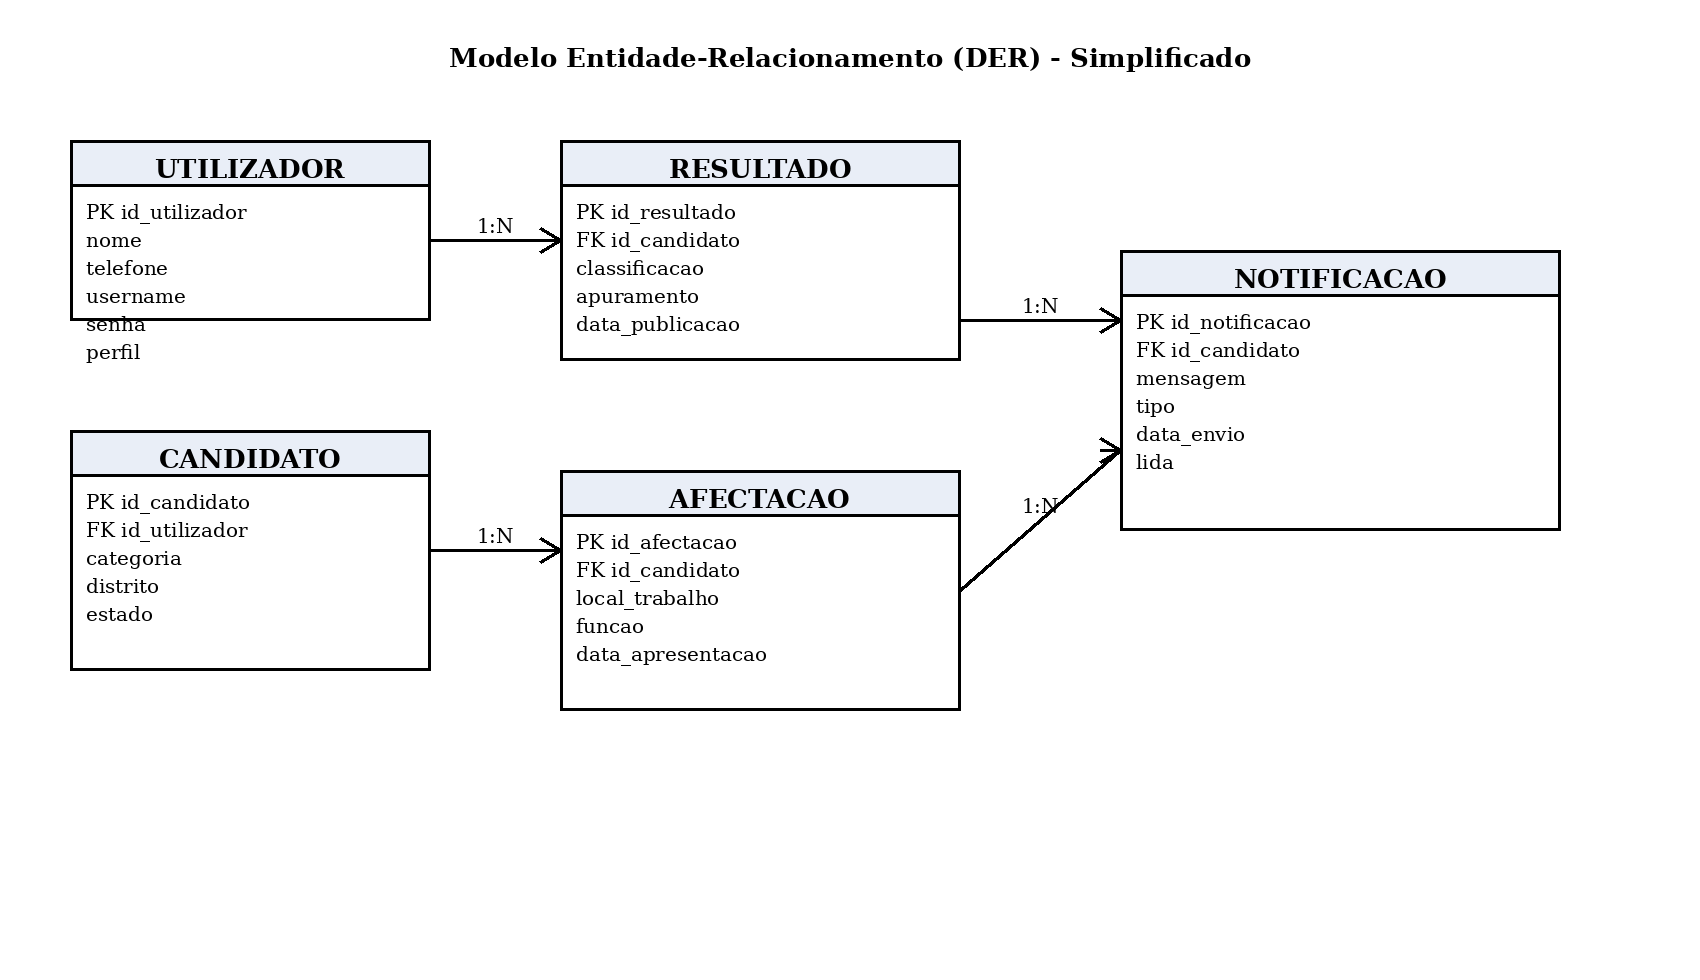 Modelo Entidade-Relacionamento (DER) - Simplificado
UTILIZADOR
PK id_utilizador
nome
telefone
username
senha
perfil
1:N
RESULTADO
PK id_resultado
FK id_candidato
classificacao
apuramento
data_publicacao
1:N
NOTIFICACAO
PK id_notificacao
FK id_candidato
mensagem
tipo
data_envio
lida
CANDIDATO
PK id_candidato
FK id_utilizador
categoria
distrito
estado
1:N
AFECTACAO
PK id_afectacao
FK id_candidato
local_trabalho
funcao
data_apresentacao
1:N